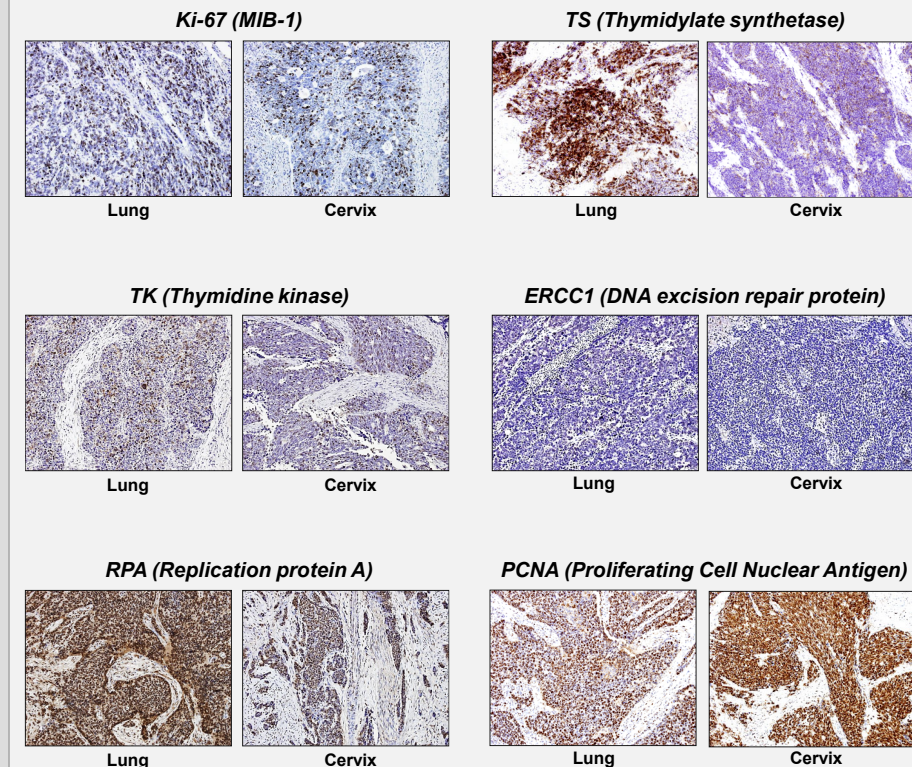 Ki-67 (MIB-1)
TS (Thymidylate synthetase)
Lung
Cervix
Lung
Cervix
TK (Thymidine kinase)
ERCC1 (DNA excision repair protein)
Lung
Cervix
Lung
Cervix
RPA (Replication protein A)
PCNA (Proliferating Cell Nuclear Antigen)
Lung
Cervix
Lung
Cervix